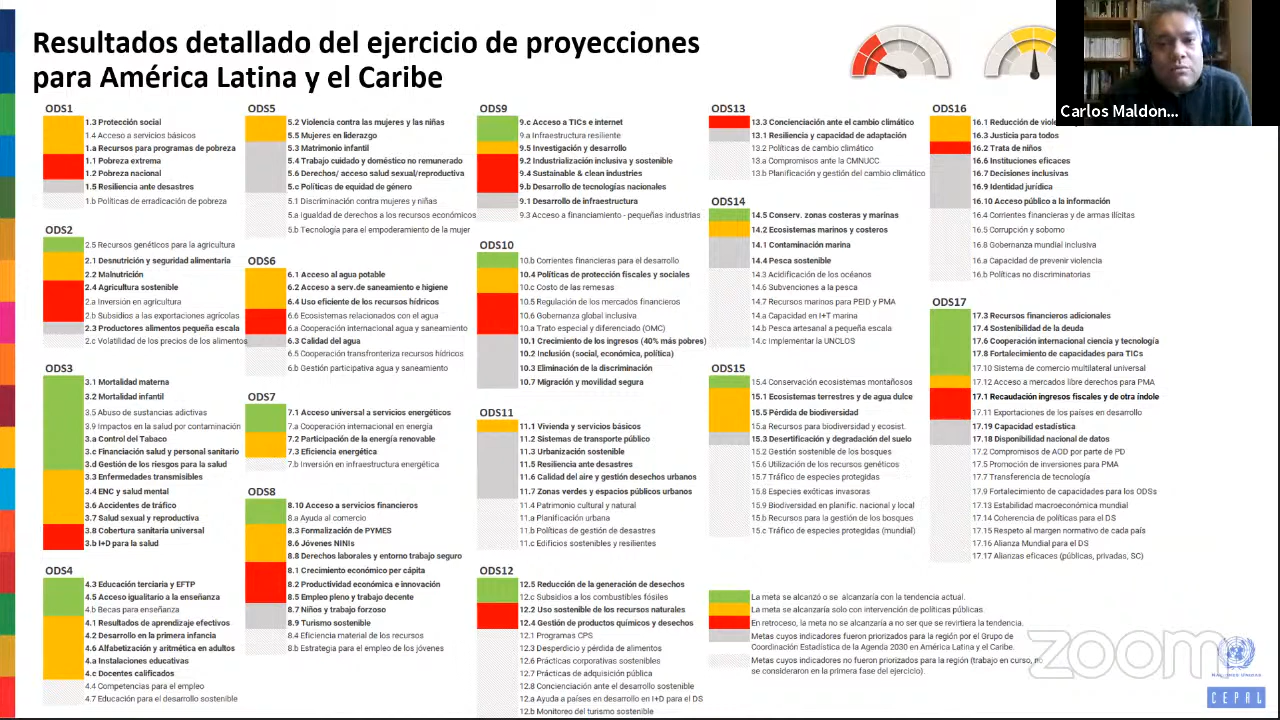 Resultados detallado del ejercicio de proyecciones
para América Latina y el Caribe
Carlos Maldon...
ODS1
1.3 Protección social
1.4 Acceso a servicios básicos
1.a Recursos para programas de pobreza
1.1 Pobreza extrema
1.2 Pobreza nacional
1.5 Resiliencia ante desastres
1.b Políticas de erradicación de pobreza
ODS2
2.5 Recursos genéticos para la agricultura
2.1 Desnutrición y seguridad alimentaria
2.2 Malnutrición
2.4 Agricultura sostenible
2.a Inversión en agricultura
2.b Subsidios a las exportaciones agrícolas
2.3 Productores alimentos pequeña escala
2.c Volatilidad de los precios de los alimentos
ODS3
3.1 Mortalidad materna
3.2 Mortalidad infantil
3.5 Abuso de sustancias adictivas
3.9 Impactos en la salud por contaminación
3.a Control del Tabaco
3.c Financiación salud y personal sanitario
3.d Gestión de los riesgos para la salud
3.3 Enfermedades transmisibles
3.4 ENC y salud mental
3.6 Accidentes de tráfico
3.7 Salud sexual y reproductiva
3.8 Cobertura sanitaria universal
3.b I+D para la salud
ODS4
4.3 Educación terciaria y EFTP
4.5 Acceso igualitario a la enseñanza
4.b Becas para enseñanza
4.1 Resultados de aprendizaje efectivos
4.2 Desarrollo en la primera infancia
4.6 Alfabetización y aritmética en adultos
4.a Instalaciones educativas
4.c Docentes calificados
4.4 Competencias para el empleo
4.7 Educación para el desarrollo sostenible
ODS5
5.2 Violencia contra las mujeres y las niñas
5.5 Mujeres en liderazgo
5.3 Matrimonio infantil
5.4 Trabajo cuidado y doméstico no remunerado
5.6 Derechos/ acceso salud sexual/reproductiva
5.c Políticas de equidad de género
5.1 Discriminación contra mujeres y niñas
5.a Igualdad de derechos a los recursos económicos
5.b Tecnología para el empoderamiento de la mujer
ODS6
6.1 Acceso al agua potable
6.2 Acceso a serv.de saneamiento e higiene
6.4 Uso eficiente de los recursos hídricos
6.6 Ecosistemas relacionados con el agua
6.a Cooperación internacional agua y saneamiento
6.3 Calidad del agua
6.5 Cooperación transfronteriza recursos hídricos
6.b Gestión participativa agua y saneamiento
ODS7
7.1 Acceso universal a servicios energéticos
7.a Cooperación internacional en energía
7.2 Participación de la energía renovable
7.3 Eficiencia energética
7.b Inversión en infraestructura energética
ODS8
8.10 Acceso a servicios financieros
8.a Ayuda al comercio
8.3 Formalización de PYMES
8.6 Jóvenes NINIs
8.8 Derechos laborales y entorno trabajo seguro
8.1 Crecimiento económico per cápita
8.2 Productividad económica e innovación
8.5 Empleo pleno y trabajo decente
8.7 Niños y trabajo forzoso
8.9 Turismo sostenible
8.4 Eficiencia material de los recursos
8.b Estrategia para el empleo de los jóvenes
ODS9
9.c Acceso a TICs e internet
9.a Infraestructura resiliente
9.5 Investigación y desarrollo
9.2 Industrialización inclusiva y sostenible
9.4 Sustainable & clean industries
9.b Desarrollo de tecnologías nacionales
9.1 Desarrollo de infraestructura
9.3 Acceso a financiamiento - pequeñas industrias
ODS10
10.b Corrientes financieras para el desarrollo
10.4 Políticas de protección fiscales y sociales
10.c Costo de las remesas
10.5 Regulación de los mercados financieros
10.6 Gobernanza global inclusiva
10.a Trato especial y diferenciado (OMC)
10.1 Crecimiento de los ingresos (40% más pobres)
10.2 Inclusión (social, económica, política)
10.3 Eliminación de la discriminación
10.7 Migración y movilidad segura
ODS11
11.1 Vivienda y servicios básicos
11.2 Sistemas de transporte público
11.3 Urbanización sostenible
11.5 Resiliencia ante desastres
11.6 Calidad del aire y gestión desechos urbanos
11.7 Zonas verdes y espacios públicos urbanos
11.4 Patrimonio cultural y natural
11.a Planificación urbana
11.b Políticas de gestión de desastres
11.c Edificios sostenibles y resilientes
ODS12
12.5 Reducción de la generación de desechos
12.c Subsidios a los combustibles fósiles
12.2 Uso sostenible de los recursos naturales
12.4 Gestión de productos químicos y desechos
12.1 Programas CPS
12.3 Desperdicio y pérdida de alimentos
12.6 Prácticas corporativas sostenibles
12.7 Prácticas de adquisición pública
12.8 Concienciación ante el desarrollo sostenible
12.a Ayuda a países en desarrollo en I+D para el DS
12.b Monitoreo del turismo sostenible
ODS13
13.3 Concienciación ante el cambio climático
13.1 Resiliencia y capacidad de adaptación
13.2 Políticas de cambio climático
13.a Compromisos ante la CMNUCC
13.b Planificación y gestión del cambio climático
ODS14
14.5 Conserv. zonas costeras y marinas
14.2 Ecosistemas marinos y costeros
14.1 Contaminación marina
14.4 Pesca sostenible
14.3 Acidificación de los océanos
14.6 Subvenciones a la pesca
14.7 Recursos marinos para PEID y PMA
14.a Capacidad en I+T marina
14.b Pesca artesanal a pequeña escala
14.c Implementar la UNCLOS
ODS15
15.4 Conservación ecosistemas montañosos
15.1 Ecosistemas terrestres y de agua dulce
15.5 Pérdida de biodiversidad
15.a Recursos para biodiversidad y ecosist.
15.3 Desertificación y degradación del suelo
15.2 Gestión sostenible de los bosques
15.6 Utilización de los recursos genéticos
15.7 Tráfico de especies protegidas
15.8 Especies exóticas invasoras
15.9 Biodiversidad en planific. nacional y local
15.b Recursos para la gestión de los bosques
15.c Tráfico de especies protegidas (mundial)
ODS16
16.1 Reducción de
16.3 Justicia para todos
16.2 Trata de niños
16.6 Instituciones eficaces
16.7 Decisiones inclusivas
16.9 Identidad jurídica
16.10 Acceso público a la información
16.4 Corrientes financieras y de armas ilícitas
16.5 Corrupción y soborno
16.8 Gobernanza mundial inclusiva
16.a Capacidad de prevenir violencia
16.b Políticas no discriminatorias
ODS17
17.3 Recursos financieros adicionales
17.4 Sostenibilidad de la deuda
17.6 Cooperación internacional ciencia y tecnología
17.8 Fortalecimiento de capacidades para TICs
17.10 Sistema de comercio multilateral universal
17.12 Acceso a mercados libre derechos para PMA
17.1 Recaudación ingresos fiscales y de otra índole
17.11 Exportaciones de los países en desarrollo
17.19 Capacidad estadística
17.18 Disponibilidad nacional de datos
17.2 Compromisos de AOD por parte de PD
17.5 Promoción de inversiones para PMA
17.7 Transferencia de tecnología
17.9 Fortalecimiento de capacidades para los ODSs
17.13 Estabilidad macroeconómica mundial
17.14 Coherencia de políticas para el DS
17.15 Respeto al margen normativo de cada país
17.16 Alianza Mundial para el DS
17.17 Alianzas eficaces (públicas, privadas, SC)
La meta se alcanzó o se alcanzaría con la tendencia actual.
La meta se alcanzaría solo con intervención de políticas públicas.
En retroceso, la meta no se alcanzaría a no ser que se revirtiera la tendencia.
Metas cuyos indicadores fueron priorizados para la región por el Grupo de
Coordinación Estadística de la Agenda 2030 en América Latina y el Caribe.
Metas cuyos indicadores no fueron priorizados para la región (trabajo en curso, no
se consideraron en la primera fase del ejercicio).
zoom
NACIONES UNIDAS
CEPAL